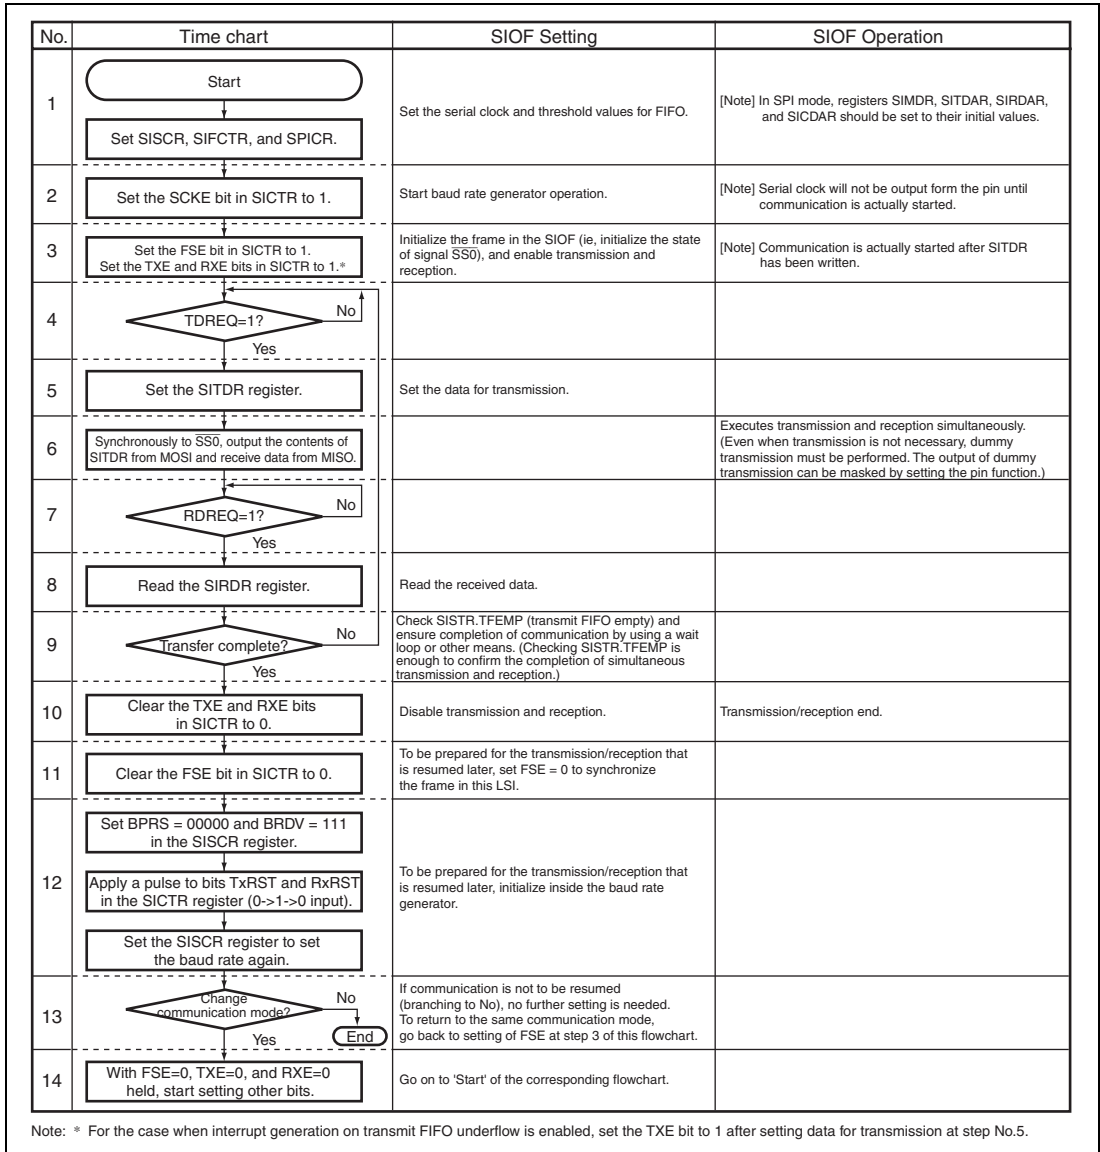 No. Time chart SIOF Setting SIOF Operation
1
Start
Set SISCR, SIFCTR, and SPICR.
Set the serial clock and threshold values for FIFO.
[Note] In SPI mode, registers SIMDR, SITDAR, SIRDAR,
and SICDAR should be set to their initial values.
2
Set the SCKE bit in SICTR to 1.
Start baud rate generator operation.
[Note] Serial clock will not be output form the pin until
communication is actually started.
3
Set the FSE bit in SICTR to 1.
Set the TXE and RXE bits in SICTR to 1.*
Initialize the frame in the SIOF (ie, initialize the state
of signal SS0), and enable transmission and
reception.
[Note] Communication is actually started after SITDR
has been written.
4
TDREQ=1?
No
Yes
5
Set the SITDR register.
Set the data for transmission.
6
Synchronously to SS0, output the contents of
SITDR from MOSI and receive data from MISO.
Executes transmission and reception simultaneously.
(Even when transmission is not necessary, dummy
transmission must be performed. The output of dummy
transmission can be masked by setting the pin function.)
7
RDREQ=1?
No
Yes
8
Read the SIRDR register.
Read the received data.
9
Transfer complete?
No
Yes
Check SISTR.TFEMP (transmit FIFO empty) and
ensure completion of communication by using a wait
loop or other means. (Checking SISTR.TFEMP is
enough to confirm the completion of simultaneous
transmission and reception.)
10
Clear the TXE and RXE bits
in SICTR to 0.
Disable transmission and reception.
Transmission/reception end.
11
Clear the FSE bit in SICTR to 0.
To be prepared for the transmission/reception that
is resumed later, set FSE = 0 to synchronize
the frame in this LSI.
12
Set BPRS = 00000 and BRDV = 111
in the SISCR register.
Apply a pulse to bits TxRST and RxRST
in the SICTR register (0->1->0 input).
Set the SISCR register to set
the baud rate again.
To be prepared for the transmission/reception that
is resumed later, initialize inside the baud rate
generator.
13
Change
communication mode?
No
End
Yes
If communication is not to be resumed
(branching to No), no further setting is needed.
To return to the same communication mode,
go back to setting of FSE at step 3 of this flowchart.
14
With FSE=0, TXE=0, and RXE=0
held, start setting other bits.
Go on to 'Start' of the corresponding flowchart.
Note: * For the case when interrupt generation on transmit FIFO underflow is enabled, set the TXE bit to 1 after setting data for transmission at step No.5.